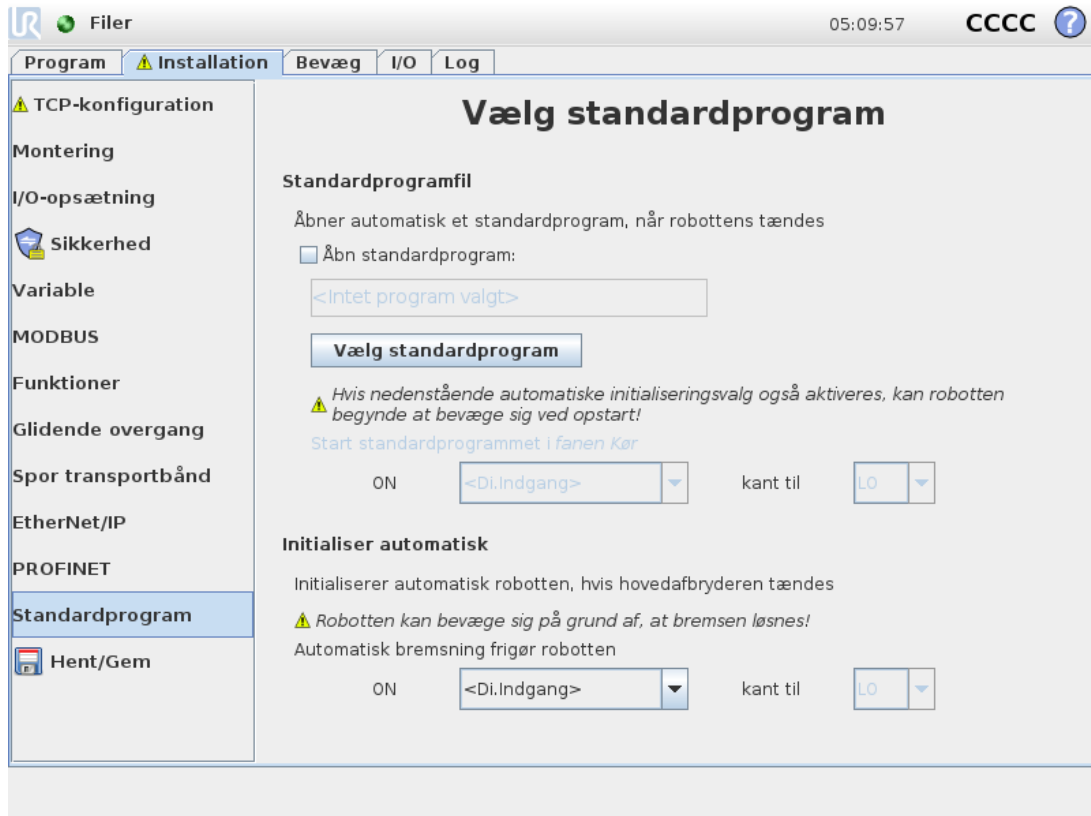 UR Filer 05:09:57 CCCC ?
Program Installation Bevæg I/O Log
TCP-konfiguration
Montering
I/O-opsætning
Sikkerhed
Variable
MODBUS
Funktioner
Glidende overgang
Spor transportbånd
EtherNet/IP
PROFINET
Standardprogram
Hent/Gem
Vælg standardprogram
Standardprogramfil
Åbner automatisk et standardprogram, når robottens tændes
Åbn standardprogram:
<Intet program valgt>
Vælg standardprogram
Hvis nedenstående automatiske initialiseringsvalg også aktiveres, kan robotten
begynde at bevæge sig ved opstart!
Start standardprogrammet i fanen Kør
ON <Di.Indgang> kant til LO
Initialiser automatisk
Initialiserer automatisk robotten, hvis hovedafbryderen tændes
Robotten kan bevæge sig på grund af, at bremsen løsnes!
Automatisk bremsning frigør robotten
ON <Di.Indgang> kant til LO